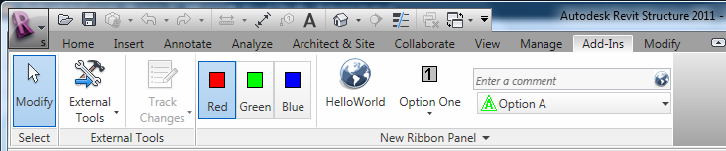 Autodesk Revit Structure 2011 -
S
Home Insert Annotate Analyze Architect & Site Collaborate View Manage Add-Ins Modify
Modify External Tools Track Changes Red Green Blue HelloWorld 1 Option One Enter a comment
A Option A
Select External Tools New Ribbon Panel